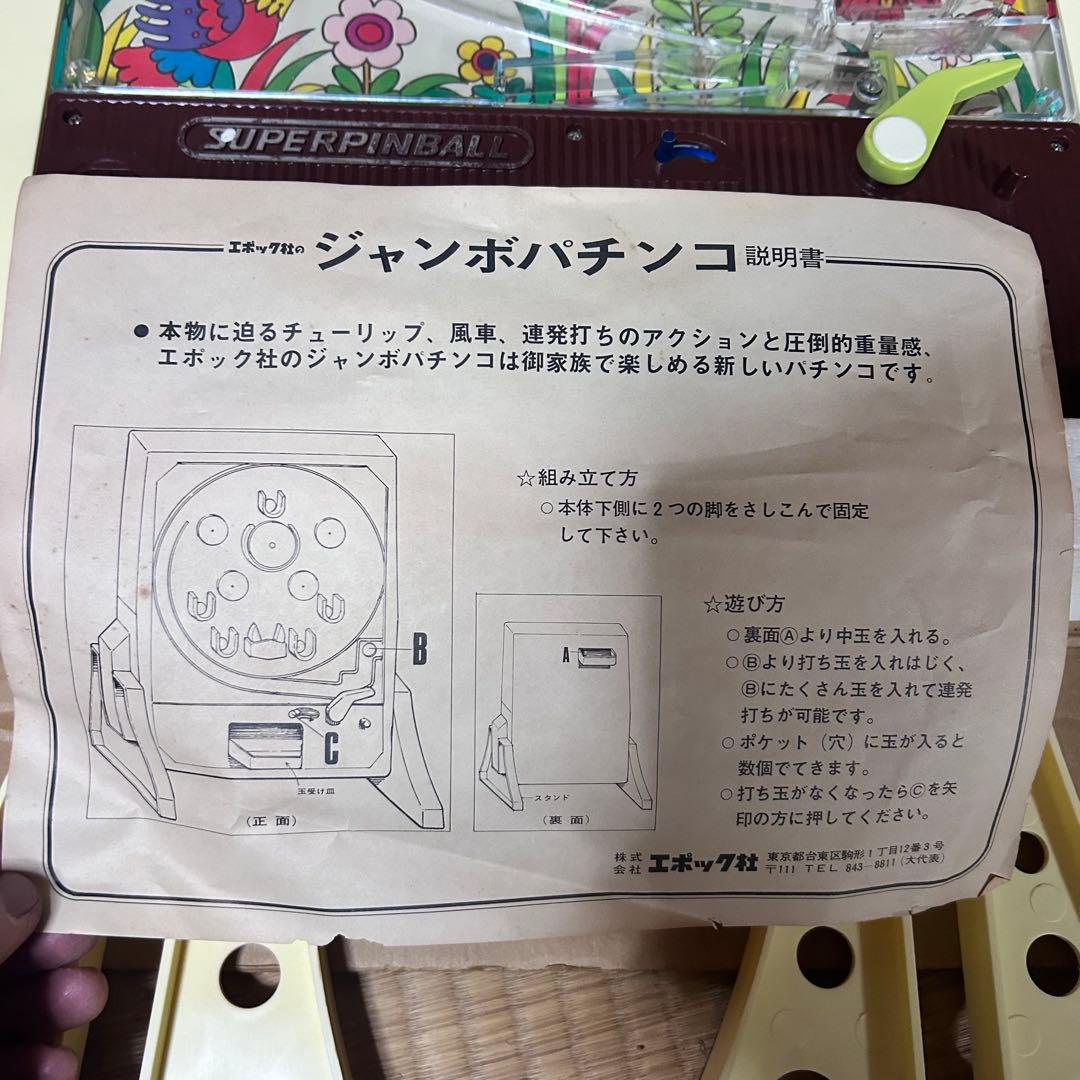 SUPERPINBALL
エポック社の ジャンボパチンコ 説明書
● 本物に迫るチューリップ、風車、連発打ちのアクションと圧倒的重量感、
エポック社のジャンボパチンコは御家族で楽しめる新しいパチンコです。
☆組み立て方
○本体下側に2つの脚をさしこんで固定
して下さい。
B
C
玉受け皿
(正面)
A
スタンド
(裏面)
☆遊び方
○裏面Ⓐより中玉を入れる。
○Ⓑより打ち玉を入れはじく、
Ⓑにたくさん玉を入れて連発
打ちが可能です。
○ポケット(穴)に玉が入ると
数個でてきます。
○打ち玉がなくなったらⒸを矢
印の方に押してください。
株式会社 エポック社 東京都台東区駒形1丁目12番3号
〒111 TEL 843-8811(大代表)